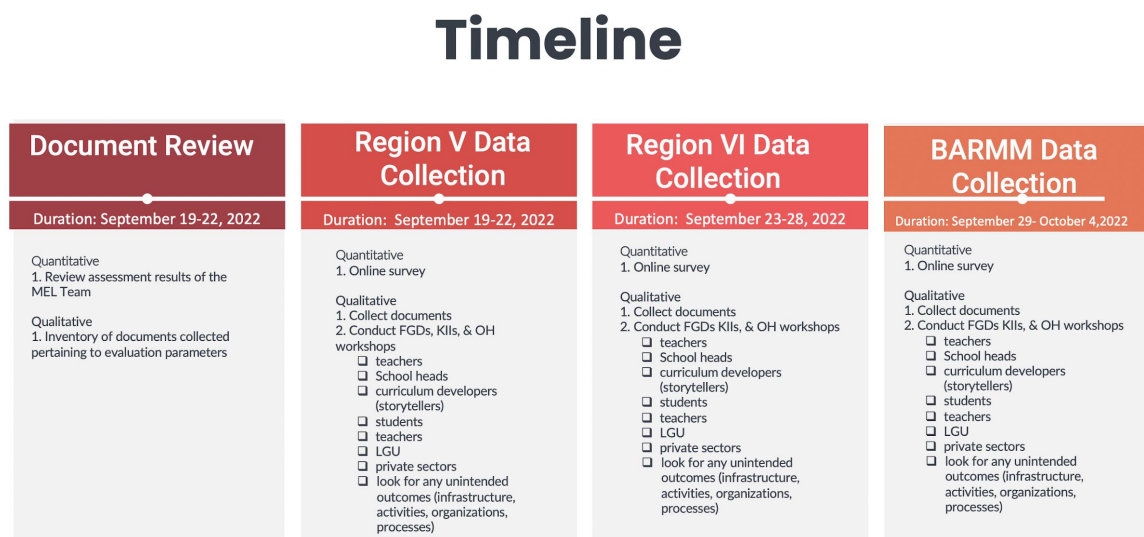 Timeline
Document Review
Duration: September 19-22, 2022
Quantitative
1. Review assessment results of the
MEL Team
Qualitative
1. Inventory of documents collected
pertaining to evaluation parameters
Region V Data
Collection
Duration: September 19-22, 2022
Quantitative
1. Online survey
Qualitative
1. Collect documents
2. Conduct FGDs, KIIs, & OH
workshops
❑ teachers
❑ School heads
❑ curriculum developers
(storytellers)
❑ students
❑ teachers
❑ LGU
❑ private sectors
❑ look for any unintended
outcomes (infrastructure,
activities, organizations,
processes)
Region VI Data
Collection
Duration: September 23-28, 2022
Quantitative
1. Online survey
Qualitative
1. Collect documents
2. Conduct FGDs KIIs, & OH workshops
❑ teachers
❑ School heads
❑ curriculum developers
(storytellers)
❑ students
❑ teachers
❑ LGU
❑ private sectors
❑ look for any unintended
outcomes (infrastructure,
activities, organizations,
processes)
BARMM Data
Collection
Duration: September 29- October 4,2022
Quantitative
1. Online survey
Qualitative
1. Collect documents
2. Conduct FGDs KIIs, & OH workshops
❑ teachers
❑ School heads
❑ curriculum developers
(storytellers)
❑ students
❑ teachers
❑ LGU
❑ private sectors
❑ look for any unintended
outcomes (infrastructure,
activities, organizations,
processes)